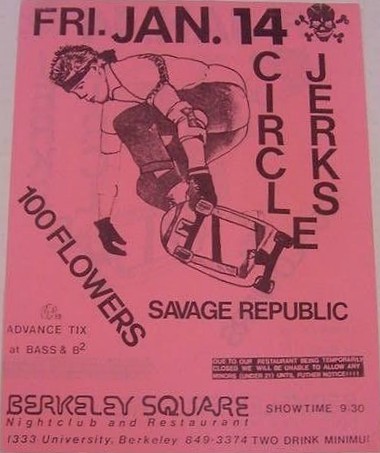 FRI. JAN. 14
CIRCLE
JERKS
100 FLOWERS
SAVAGE REPUBLIC
ADVANCE TIX
at BASS & B²
DUE TO OUR RESTAURANT BEING TEMPORARILY
CLOSED WE WILL BE UNABLE TO ALLOW ANY
MINORS (UNDER 21) UNTIL FUTHER NOTICE!!!!
BERKELEY SQUARE
SHOWTIME 9:30
Nightclub and Restaurant
1333 University, Berkeley 849-3374 TWO DRINK MINIMU